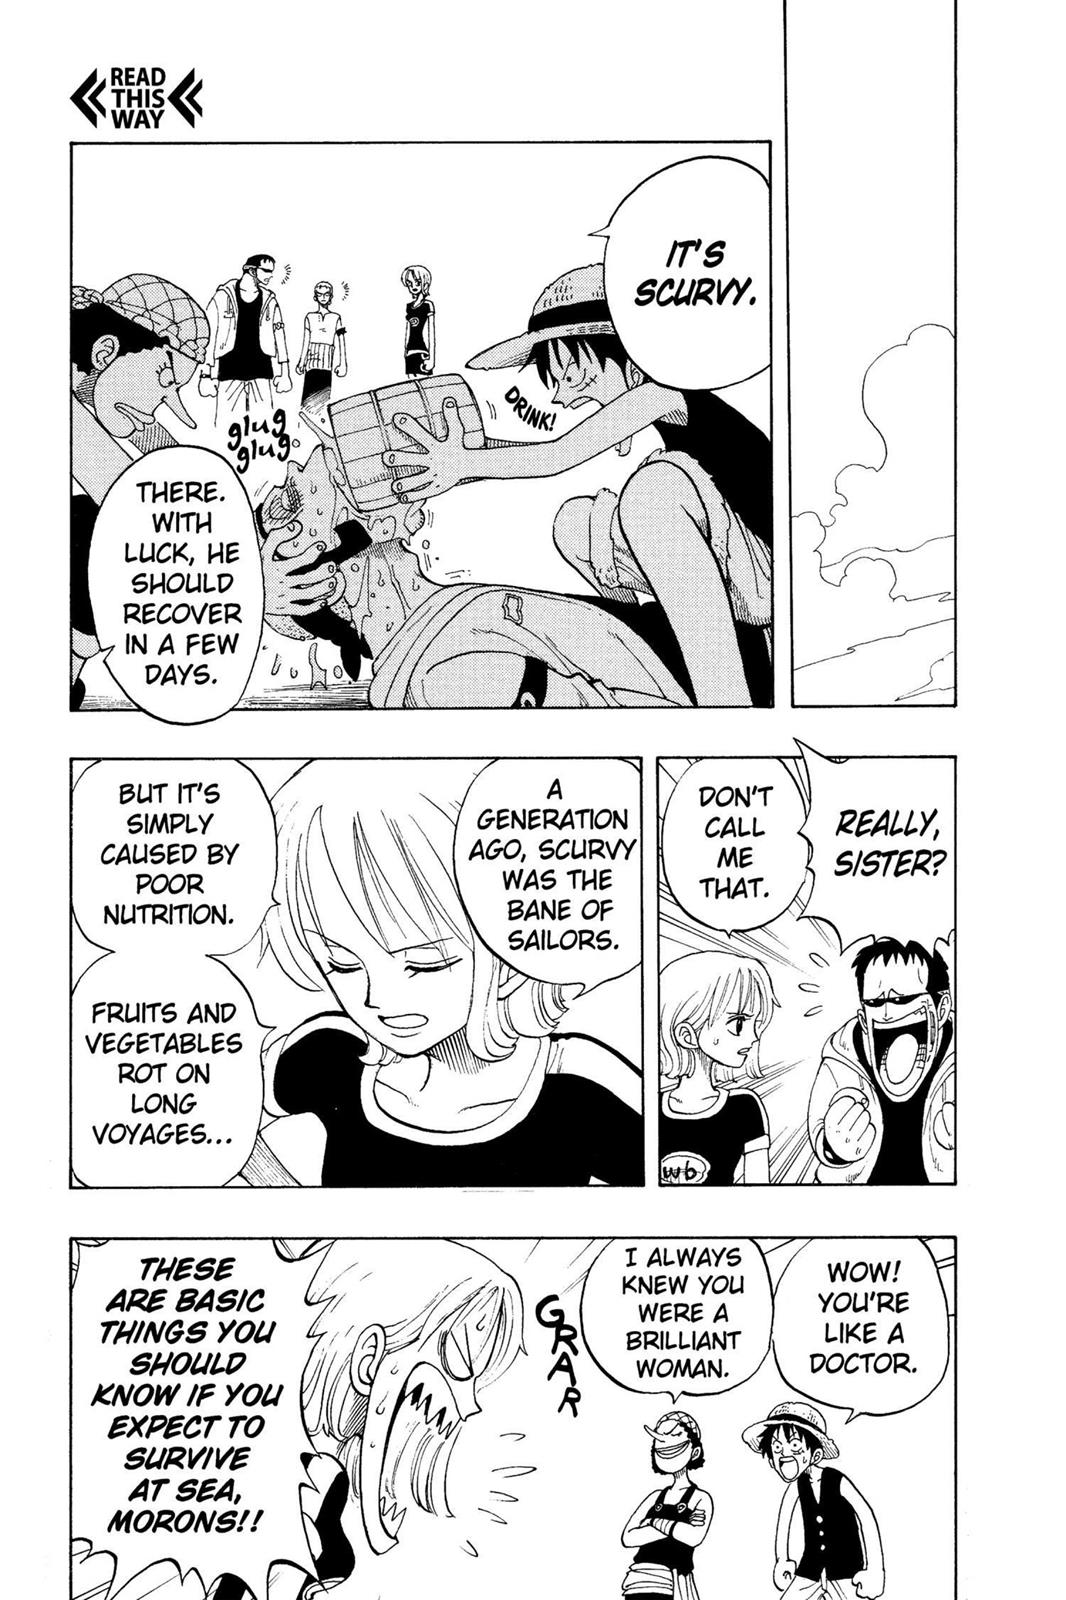 READ
THIS
WAY
IT'S
SCURVY.
DRINK!
glug
glug
THERE.
WITH
LUCK, HE
SHOULD
RECOVER
IN A FEW
DAYS.
REALLY,
SISTER?
DON'T
CALL
ME
THAT.
wb
A
GENERATION
AGO, SCURVY
WAS THE
BANE OF
SAILORS.
BUT IT'S
SIMPLY
CAUSED BY
POOR
NUTRITION.
FRUITS AND
VEGETABLES
ROT ON
LONG
VOYAGES...
WOW!
YOU'RE
LIKE A
DOCTOR.
I ALWAYS
KNEW YOU
WERE A
BRILLIANT
WOMAN.
GRAR
THESE
ARE BASIC
THINGS YOU
SHOULD
KNOW IF YOU
EXPECT TO
SURVIVE
AT SEA,
MORONS!!